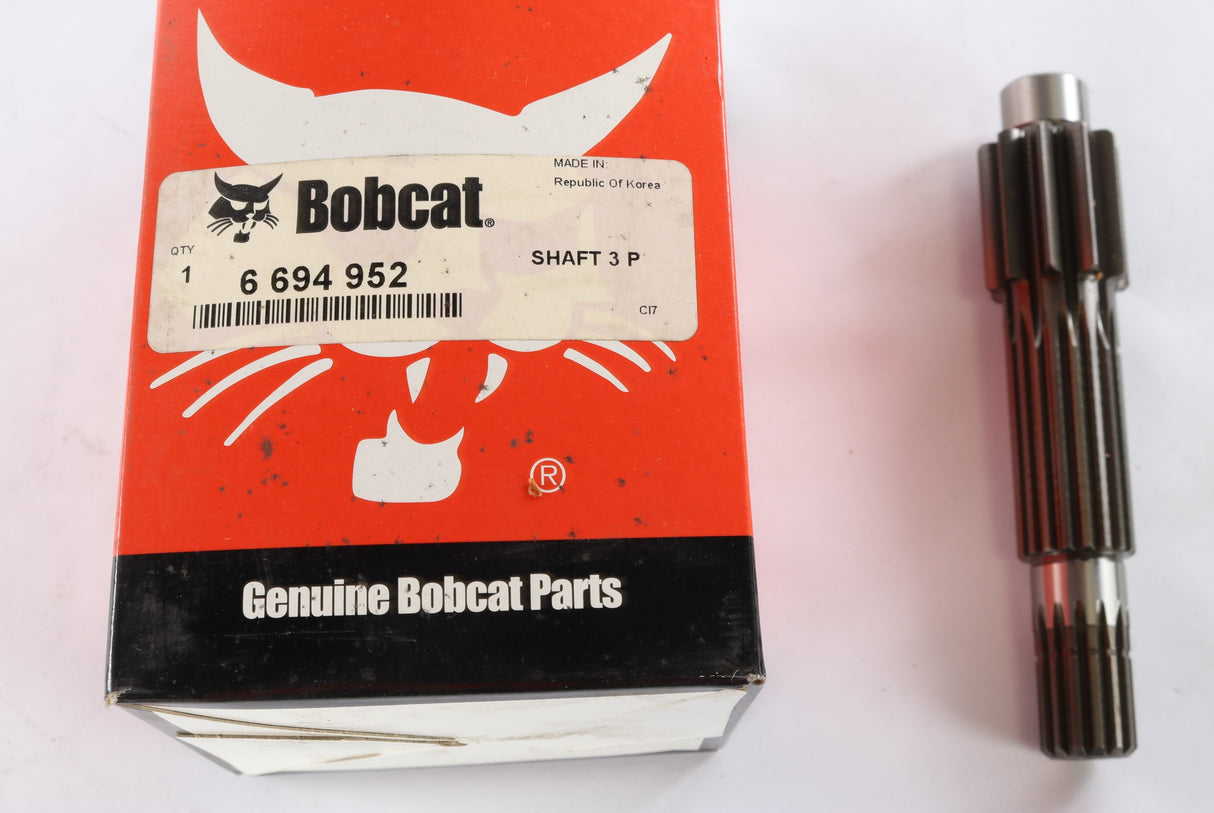 MADE IN:
Republic Of Korea
Bobcat®
QTY
1
6 694 952
SHAFT 3 P
CI7
®
Genuine Bobcat Parts